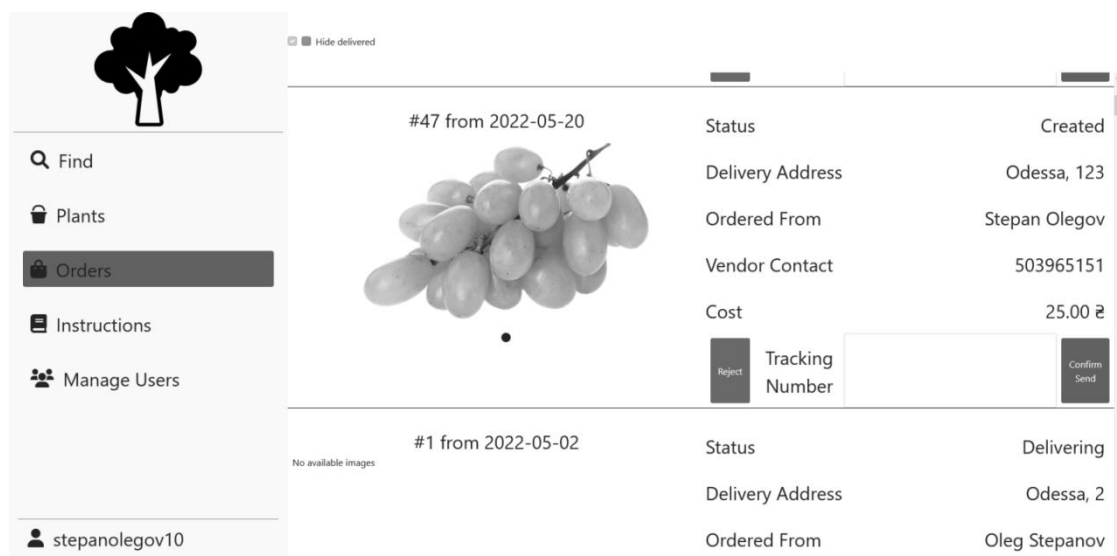 Find
Plants
Orders
Instructions
Manage Users
stepanolegov10
Hide delivered
#47 from 2022-05-20
Status Created
Delivery Address Odessa, 123
Ordered From Stepan Olegov
Vendor Contact 503965151
Cost 25.00 ₴
Reject
Tracking
Number
Confirm
Send
#1 from 2022-05-02
No available images
Status Delivering
Delivery Address Odessa, 2
Ordered From Oleg Stepanov